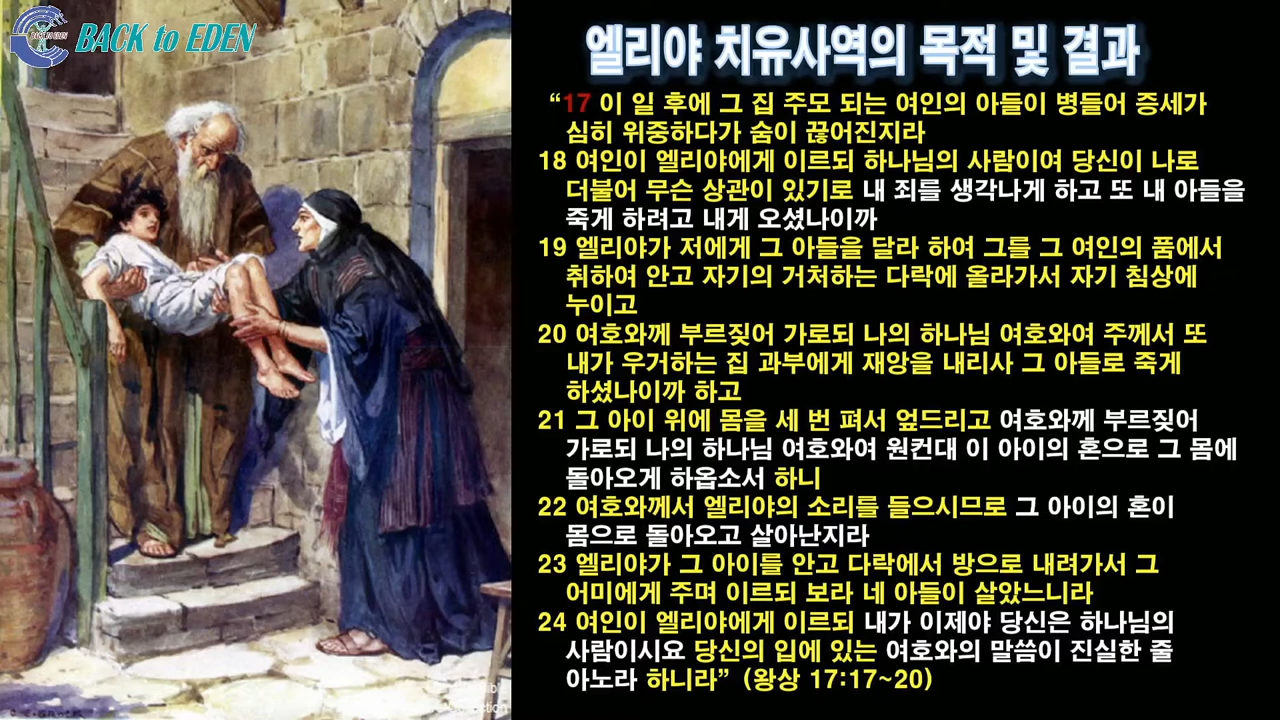 BACK to EDEN
엘리야 치유사역의 목적 및 결과
“17 이 일 후에 그 집 주모 되는 여인의 아들이 병들어 증세가
심히 위중하다가 숨이 끊어진지라
18 여인이 엘리야에게 이르되 하나님의 사람이여 당신이 나로
더불어 무슨 상관이 있기로 내 죄를 생각나게 하고 또 내 아들을
죽게 하려고 내게 오셨나이까
19 엘리야가 저에게 그 아들을 달라 하여 그를 그 여인의 품에서
취하여 안고 자기의 거처하는 다락에 올라가서 자기 침상에
누이고
20 여호와께 부르짖어 가로되 나의 하나님 여호와여 주께서 또
내가 우거하는 집 과부에게 재앙을 내리사 그 아들로 죽게
하셨나이까 하고
21 그 아이 위에 몸을 세 번 펴서 엎드리고 여호와께 부르짖어
가로되 나의 하나님 여호와여 원컨대 이 아이의 혼으로 그 몸에
돌아오게 하옵소서 하니
22 여호와께서 엘리야의 소리를 들으시므로 그 아이의 혼이
몸으로 돌아오고 살아난지라
23 엘리야가 그 아이를 안고 다락에서 방으로 내려가서 그
어미에게 주며 이르되 보라 네 아들이 살았느니라
24 여인이 엘리야에게 이르되 내가 이제야 당신은 하나님의
사람이시요 당신의 입에 있는 여호와의 말씀이 진실한 줄
아노라 하니라” (왕상 17:17~20)